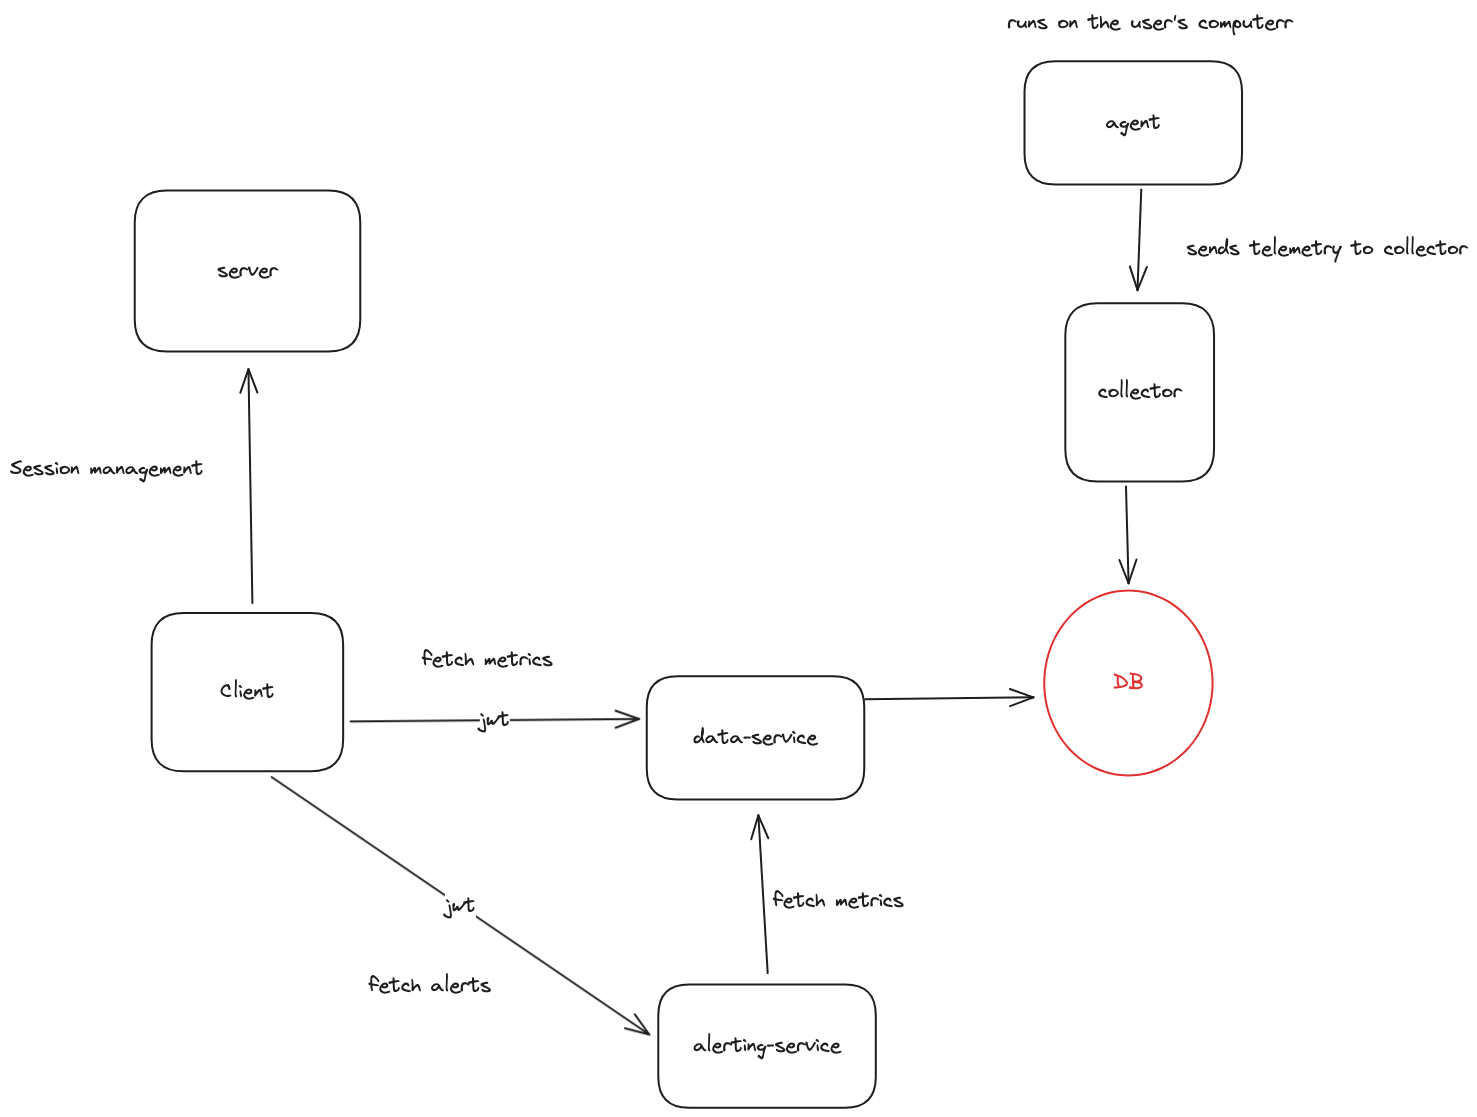 runs on the user's computerr
agent
sends telemetry to collector
server
collector
Session management
Client
fetch metrics
jwt
data-service
DB
jwt
fetch metrics
fetch alerts
alerting-service